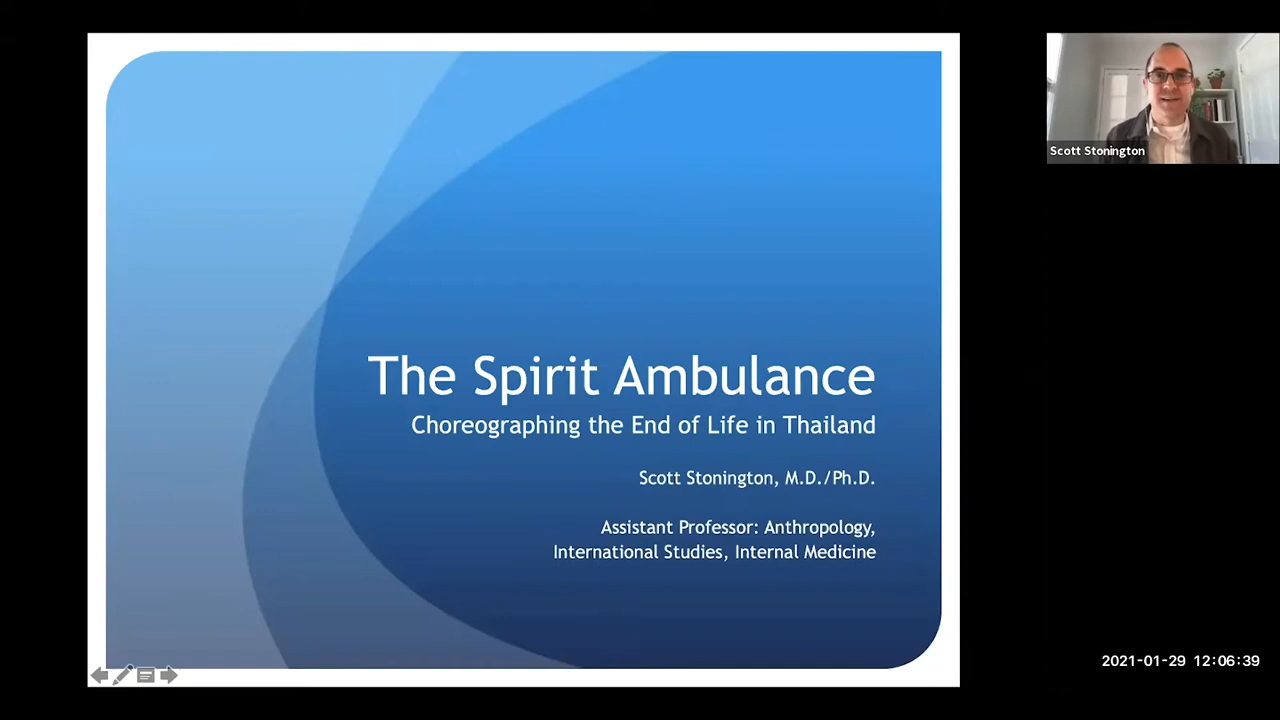 The Spirit Ambulance
Choreographing the End of Life in Thailand
Scott Stonington, M.D./Ph.D.
Assistant Professor: Anthropology,
International Studies, Internal Medicine
Scott Stonington
2021-01-29 12:06:39